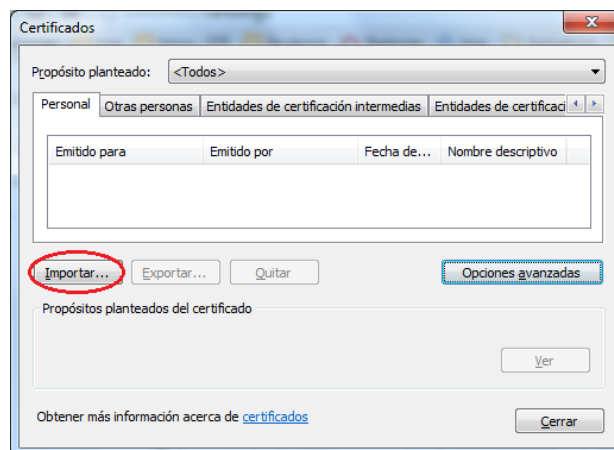 Certificados
Propósito planteado: <Todos>
Personal Otras personas Entidades de certificación intermedias Entidades de certificaci
Emitido para Emitido por Fecha de... Nombre descriptivo
Importar... Exportar... Quitar Opciones avanzadas
Propósitos planteados del certificado
Ver
Obtener más información acerca de certificados
Cerrar